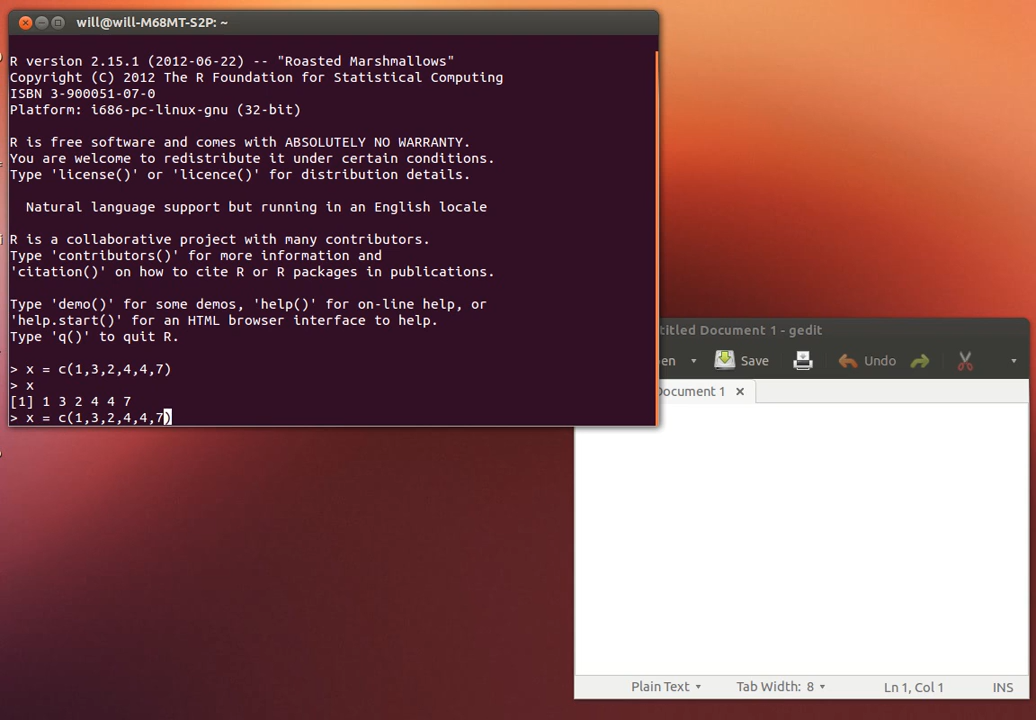 will@will-M68MT-S2P: ~
R version 2.15.1 (2012-06-22) -- "Roasted Marshmallows"
Copyright (C) 2012 The R Foundation for Statistical Computing
ISBN 3-900051-07-0
Platform: i686-pc-linux-gnu (32-bit)
R is free software and comes with ABSOLUTELY NO WARRANTY.
You are welcome to redistribute it under certain conditions.
Type 'license()' or 'licence()' for distribution details.
Natural language support but running in an English locale
R is a collaborative project with many contributors.
Type 'contributors()' for more information and
'citation()' on how to cite R or R packages in publications.
Type 'demo()' for some demos, 'help()' for on-line help, or
'help.start()' for an HTML browser interface to help.
Type 'q()' to quit R.
> x = c(1,3,2,4,4,7)
> x
[1] 1 3 2 4 4 7
> x = c(1,3,2,4,4,7)
titled Document 1 - gedit
en Save Undo
Document 1
Plain Text Tab Width: 8 Ln 1, Col 1 INS